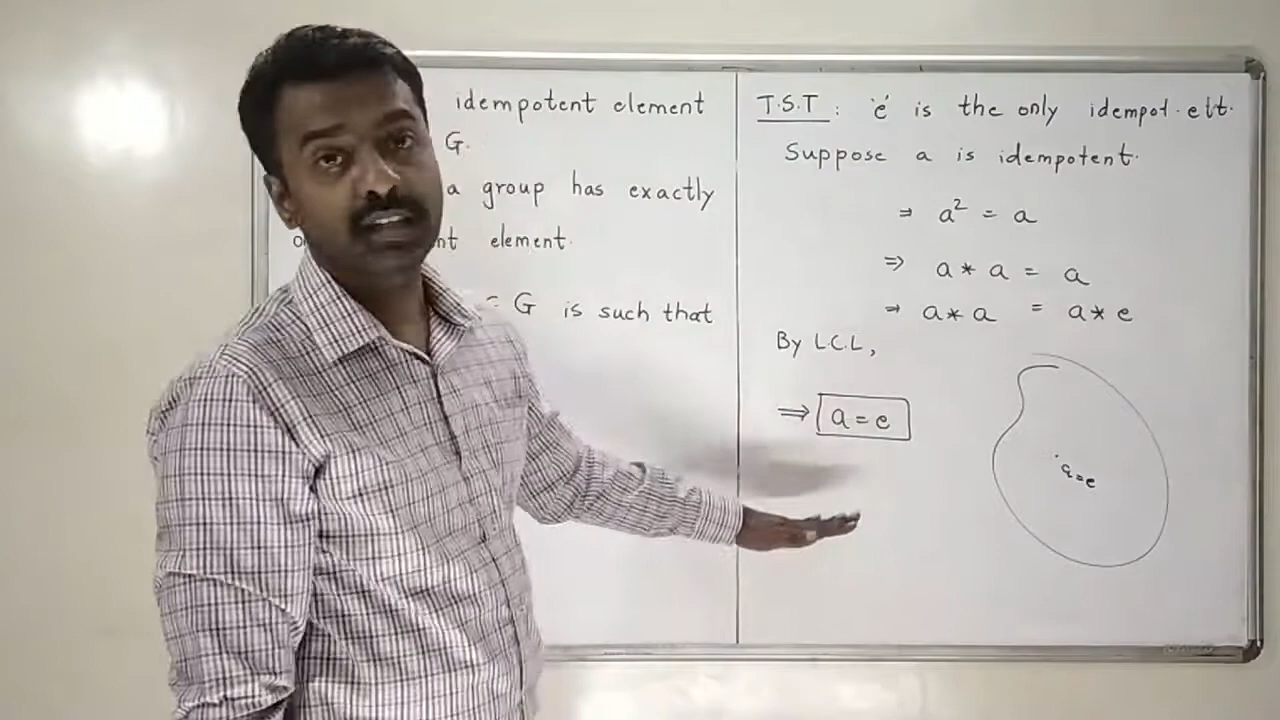 idempotent element
G.
a group has exactly
element.
G is such that
T.S.T : 'e' is the only idempot. elt.
Suppose a is idempotent.
⇒ a² = a
⇒ a * a = a
⇒ a * a = a * e
By L.C.L,
⇒ a = e
a = e